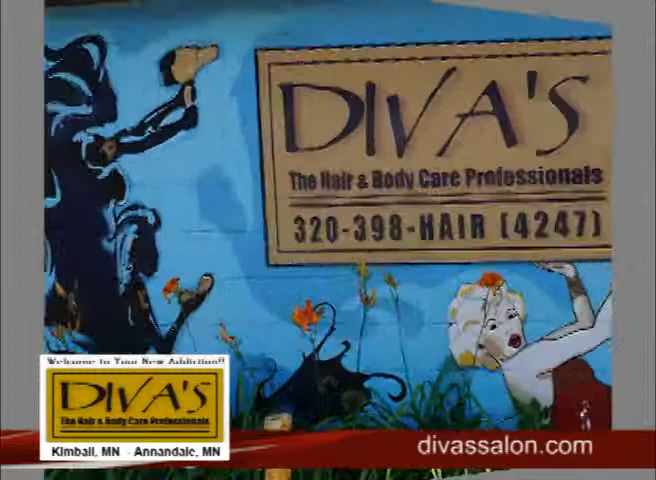 DIVA'S
The Hair & Body Care Professionals
320-398-HAIR (4247)
Welcome to Your New Addiction!!
DIVA'S
The Hair & Body Care Professionals
Kimball, MN - Annandale, MN
divassalon.com